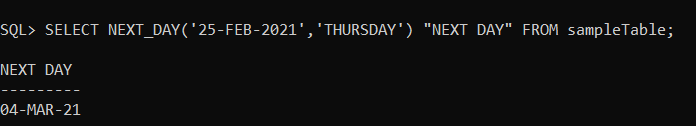 SQL> SELECT NEXT_DAY('25-FEB-2021','THURSDAY') "NEXT DAY" FROM sampleTable;
NEXT DAY
---------
04-MAR-21